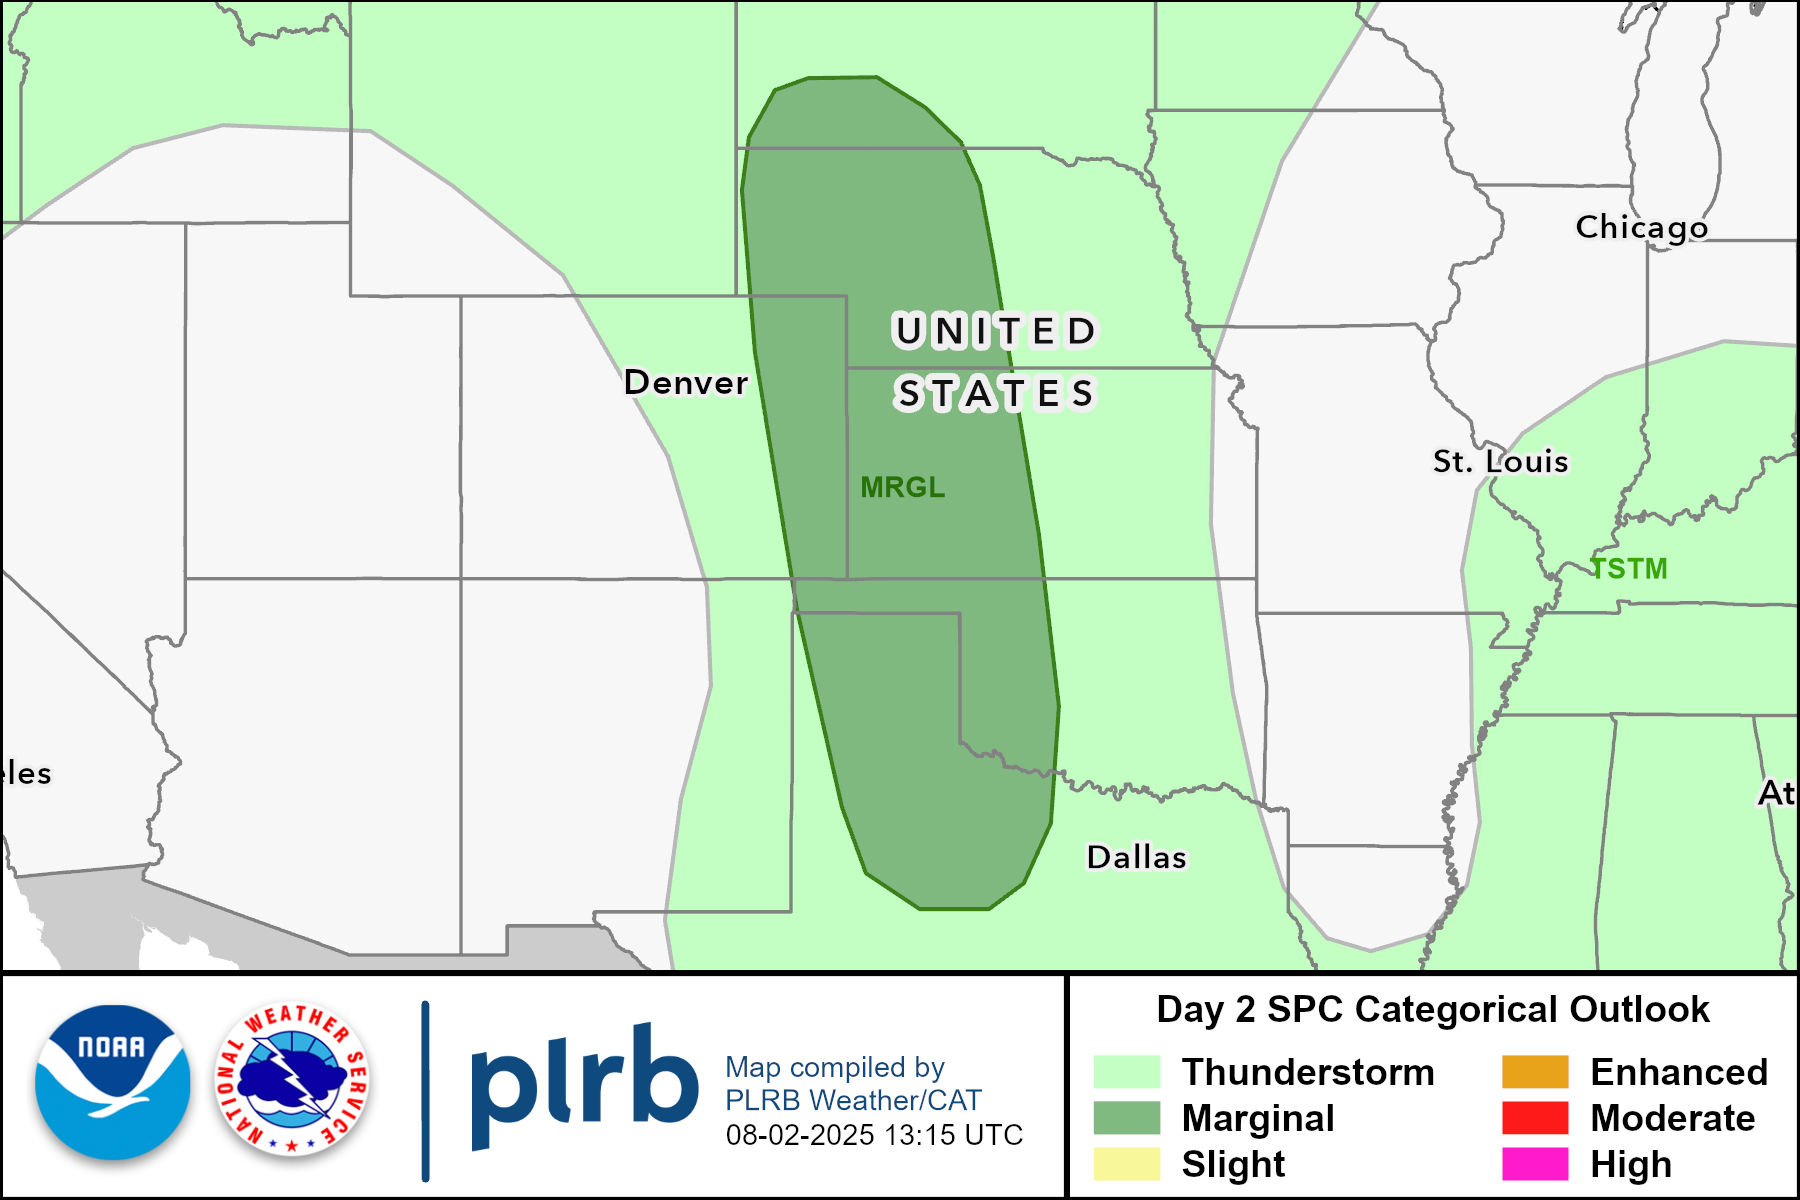 Chicago
UNITED
STATES
Denver
MRGL
St. Louis
TSTM
eles
At
Dallas
NOAA
NATIONAL WEATHER SERVICE
plrb
Map compiled by
PLRB Weather/CAT
08-02-2025 13:15 UTC
Day 2 SPC Categorical Outlook
Thunderstorm
Marginal
Slight
Enhanced
Moderate
High